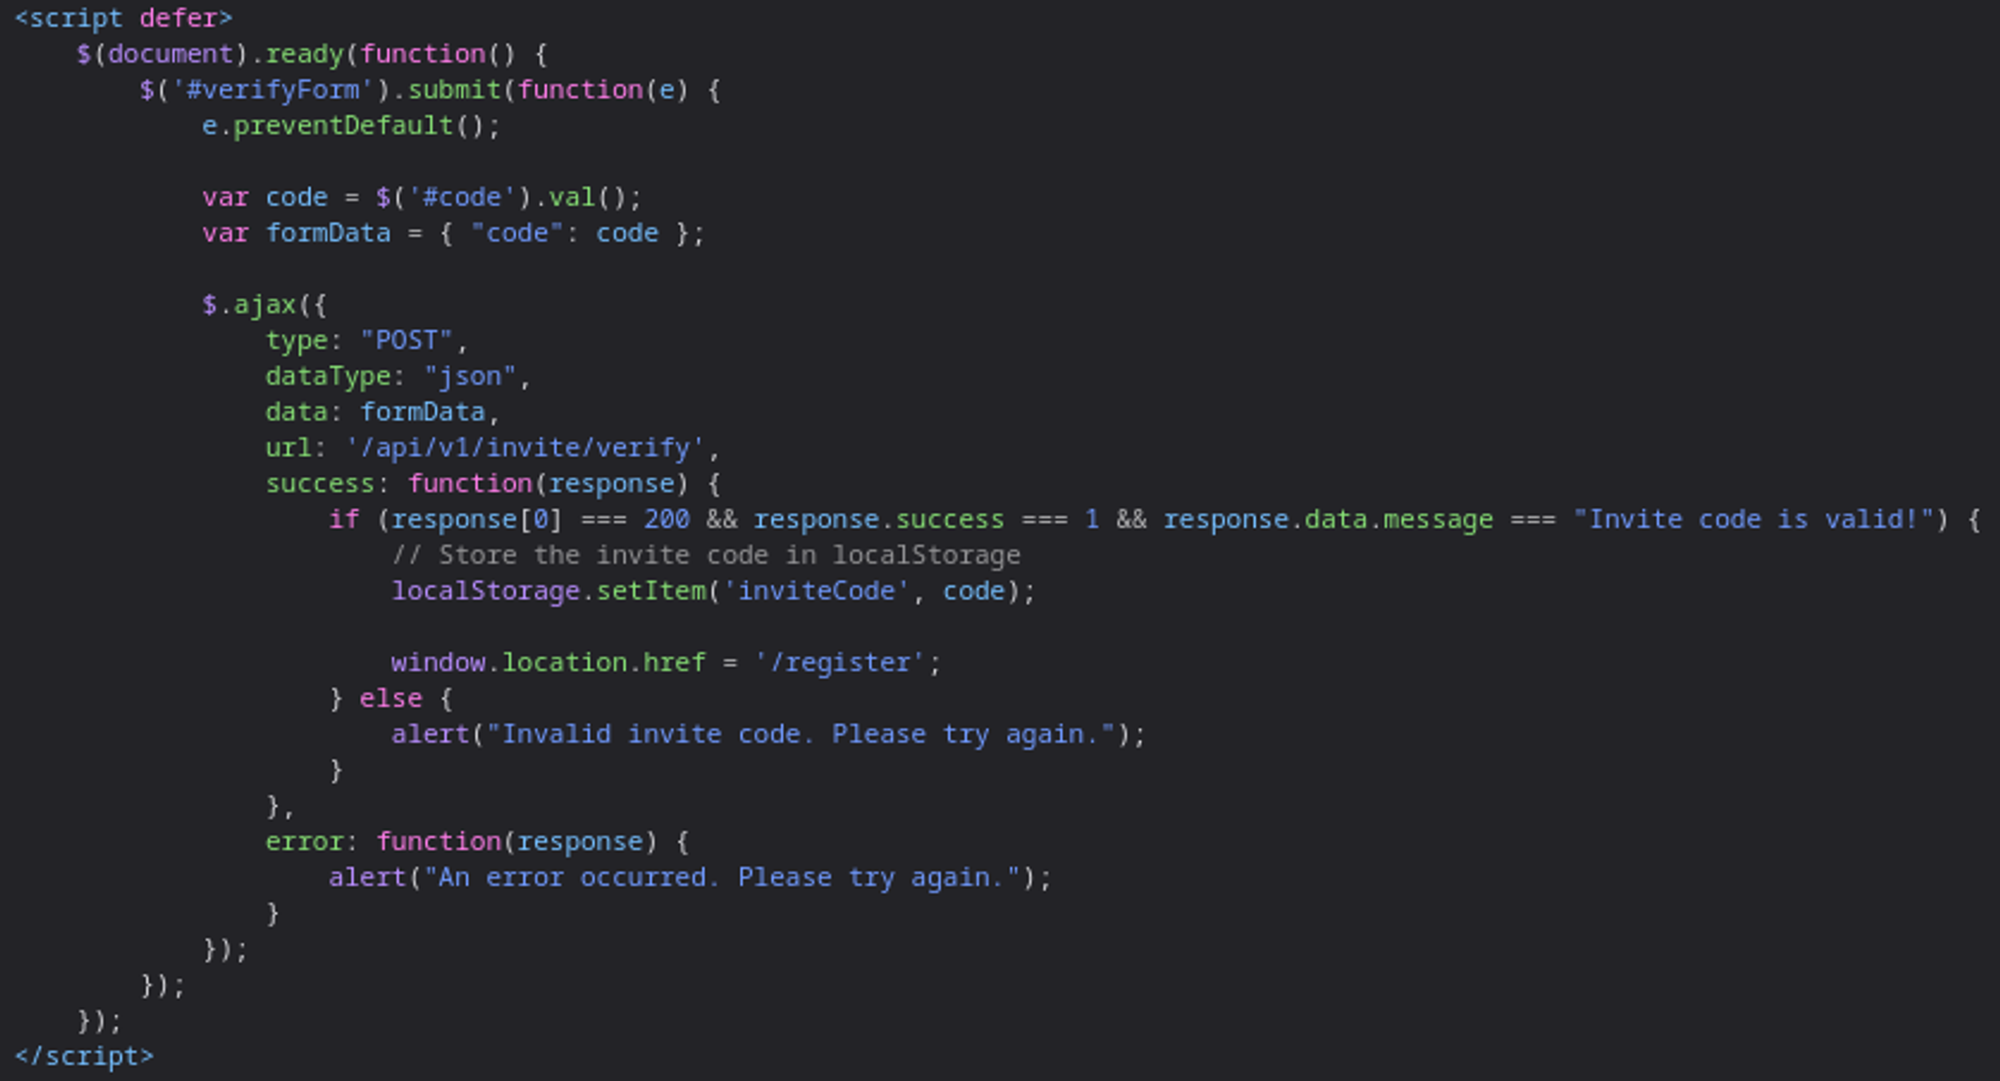 <script defer>
    $(document).ready(function() {
        $('#verifyForm').submit(function(e) {
            e.preventDefault();

            var code = $('#code').val();
            var formData = { "code": code };

            $.ajax({
                type: "POST",
                dataType: "json",
                data: formData,
                url: '/api/v1/invite/verify',
                success: function(response) {
                    if (response[0] === 200 && response.success === 1 && response.data.message === "Invite code is valid!") {
                        // Store the invite code in localStorage
                        localStorage.setItem('inviteCode', code);

                        window.location.href = '/register';
                    } else {
                        alert("Invalid invite code. Please try again.");
                    }
                },
                error: function(response) {
                    alert("An error occurred. Please try again.");
                }
            });
        });
    });
</script>